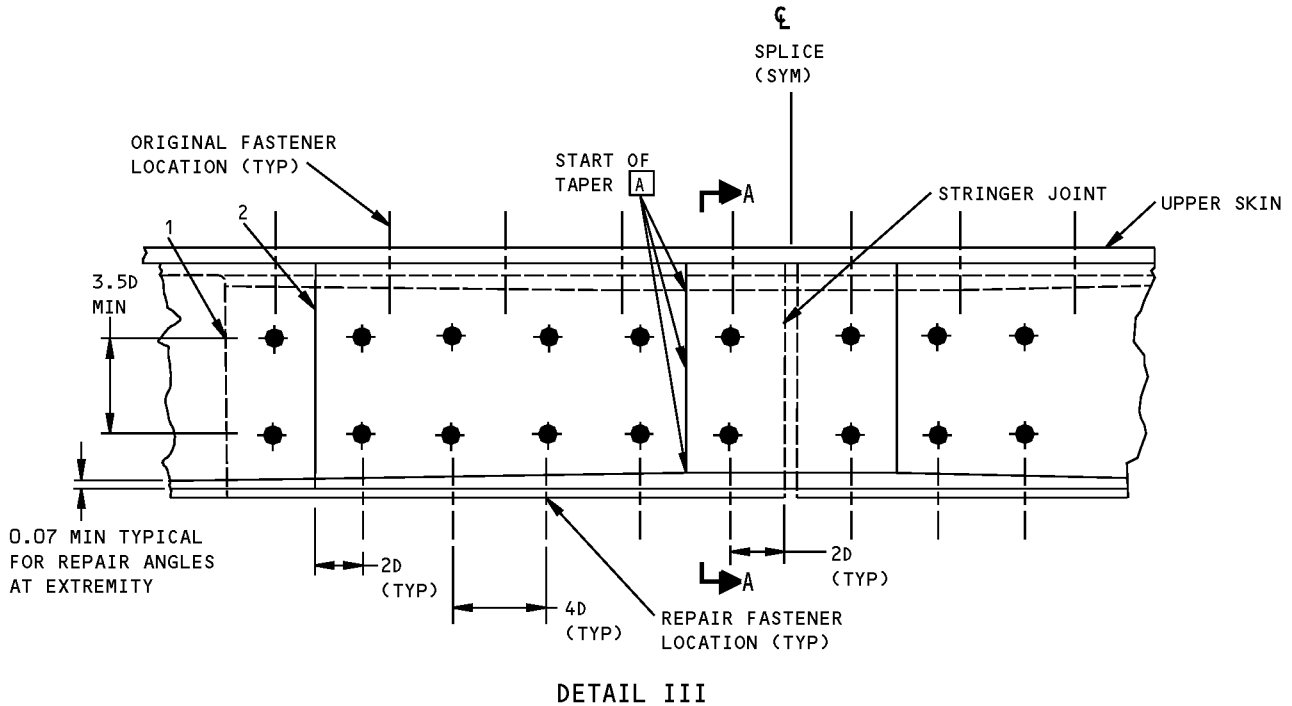 ℄
SPLICE
(SYM)
ORIGINAL FASTENER
LOCATION (TYP)
START OF
TAPER A
A
STRINGER JOINT
UPPER SKIN
1
2
3.5D
MIN
0.07 MIN TYPICAL
FOR REPAIR ANGLES
AT EXTREMITY
2D
(TYP)
4D
(TYP)
A
2D
(TYP)
REPAIR FASTENER
LOCATION (TYP)
DETAIL III